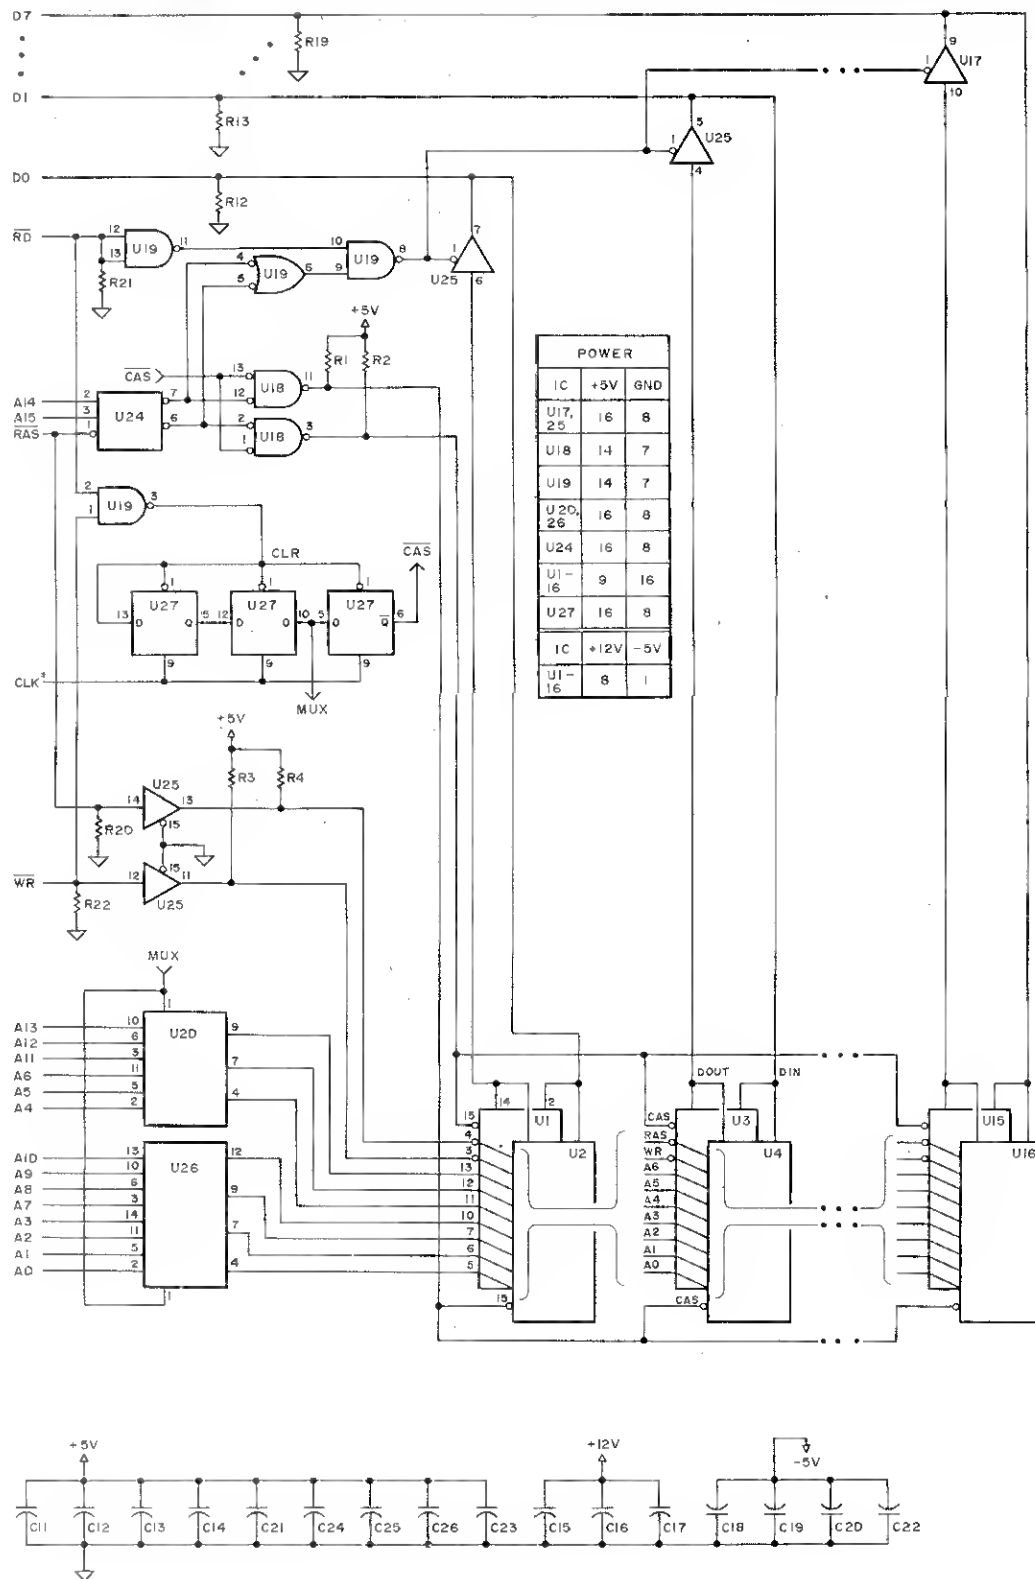 D7
R19
9
1
U17
10
D1
R13
5
1
U25
4
D0
R12
7
1
U25
6
RD
12
13
U19
11
R21
4
5
U19
6
10
9
U19
8
+5V
R1
R2
CAS
13
12
U18
11
2
1
U18
3
A14
2
A15
3
RAS
1
U24
7
6
POWER
IC +5V GND
U17, 25 16 8
U18 14 7
U19 14 7
U20, 26 16 8
U24 16 8
U1-16 9 16
U27 16 8
IC +12V -5V
U1-16 8 1
2
1
U19
3
CLR
CAS
1
1
1
U27
U27
U27
13
D
Q
15
12
D
Q
10
5
D
Q
6
9
9
9
CLK*
MUX
+5V
R3
R4
U25
14
13
15
R20
WR
12
15
11
U25
R22
MUX
1
U20
A13 10
A12 6
A11 3
A6 11
A5 5
A4 2
9
7
4
U26
A10 13
A9 10
A8 6
A7 3
A3 14
A2 11
A1 5
A0 2
12
9
7
4
1
DOUT
DIN
14
2
U1
U2
15
4
3
13
12
11
10
7
6
5
15
U3
U4
CAS
RAS
WR
A6
A5
A4
A3
A2
A1
A0
CAS
U15
U16
+5V
C11
C12
C13
C14
C21
C24
C25
C26
C23
+12V
C15
C16
C17
-5V
C18
C19
C20
C22